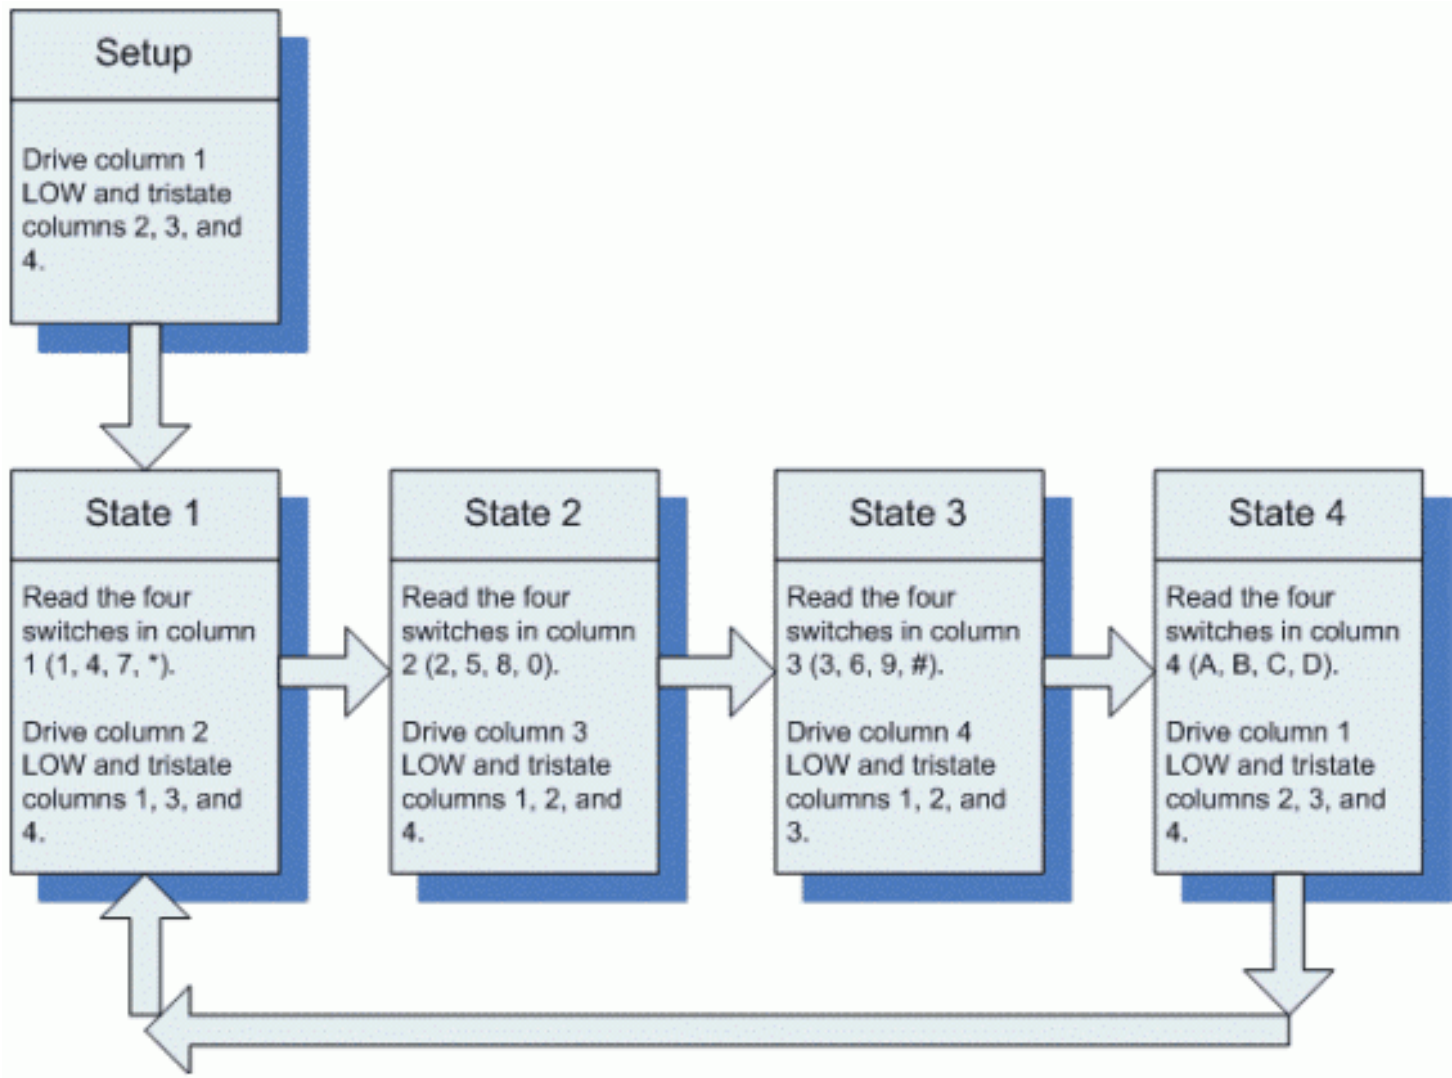 Setup
Drive column 1
LOW and tristate
columns 2, 3, and
4.
State 1
Read the four
switches in column
1 (1, 4, 7, *).
Drive column 2
LOW and tristate
columns 1, 3, and
4.
State 2
Read the four
switches in column
2 (2, 5, 8, 0).
Drive column 3
LOW and tristate
columns 1, 2, and
4.
State 3
Read the four
switches in column
3 (3, 6, 9, #).
Drive column 4
LOW and tristate
columns 1, 2, and
3.
State 4
Read the four
switches in column
4 (A, B, C, D).
Drive column 1
LOW and tristate
columns 2, 3, and
4.